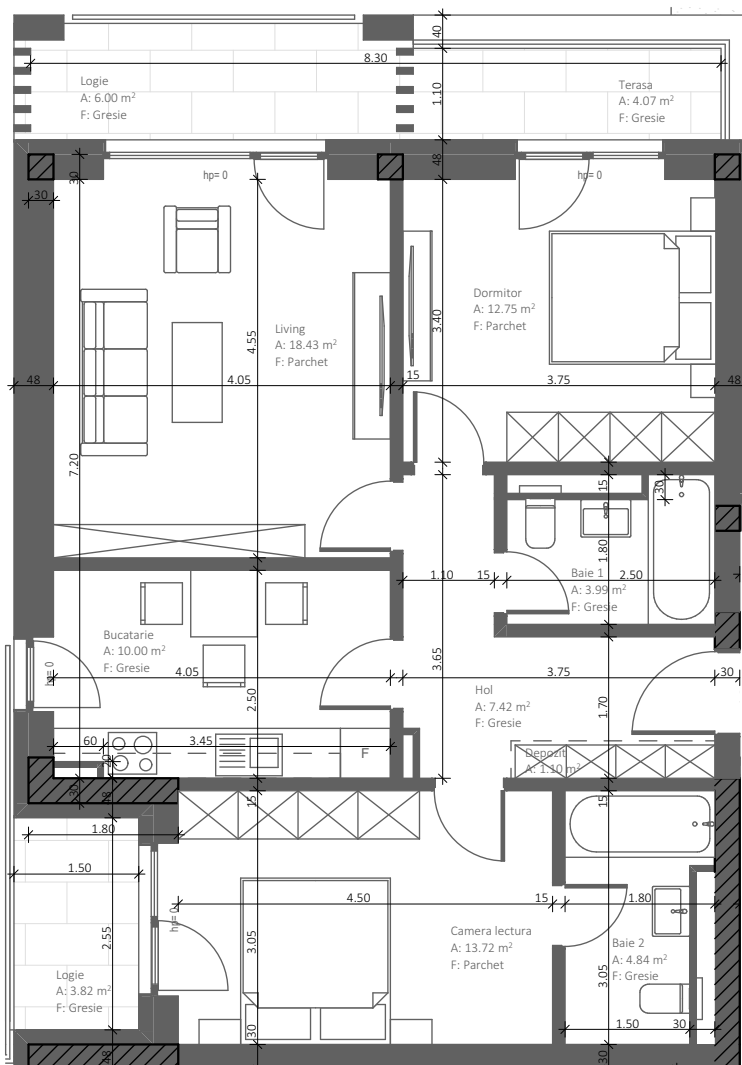 40
8.30
Logie
A: 6.00 m²
F: Gresie
Terasa
A: 4.07 m²
F: Gresie
1.10
48
30
hp= 0
hp= 0
30
Dormitor
A: 12.75 m²
F: Parchet
Living
A: 18.43 m²
F: Parchet
4.55
3.40
48
4.05
15
3.75
48
7.20
15
30
1.80
1.10
15
2.50
Baie 1
A: 3.99 m²
F: Gresie
Bucatarie
A: 10.00 m²
F: Gresie
hp= 0
4.05
2.50
3.65
3.75
Hol
A: 7.42 m²
F: Gresie
1.70
60
3.45
F
Depozit
A: 1.10 m²
20
30
48
15
15
1.80
1.50
4.50
15
1.80
hp= 0
2.55
3.05
Camera lectura
A: 13.72 m²
F: Parchet
Baie 2
A: 4.84 m²
F: Gresie
3.05
Logie
A: 3.82 m²
F: Gresie
30
1.50
30
48
30